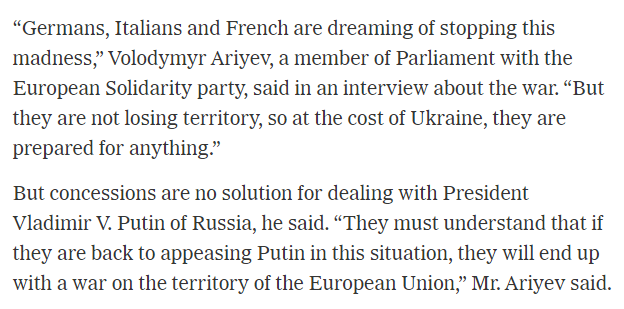 “Germans, Italians and French are dreaming of stopping this
madness,” Volodymyr Ariyev, a member of Parliament with the
European Solidarity party, said in an interview about the war. “But
they are not losing territory, so at the cost of Ukraine, they are
prepared for anything.”
But concessions are no solution for dealing with President
Vladimir V. Putin of Russia, he said. “They must understand that if
they are back to appeasing Putin in this situation, they will end up
with a war on the territory of the European Union,” Mr. Ariyev said.